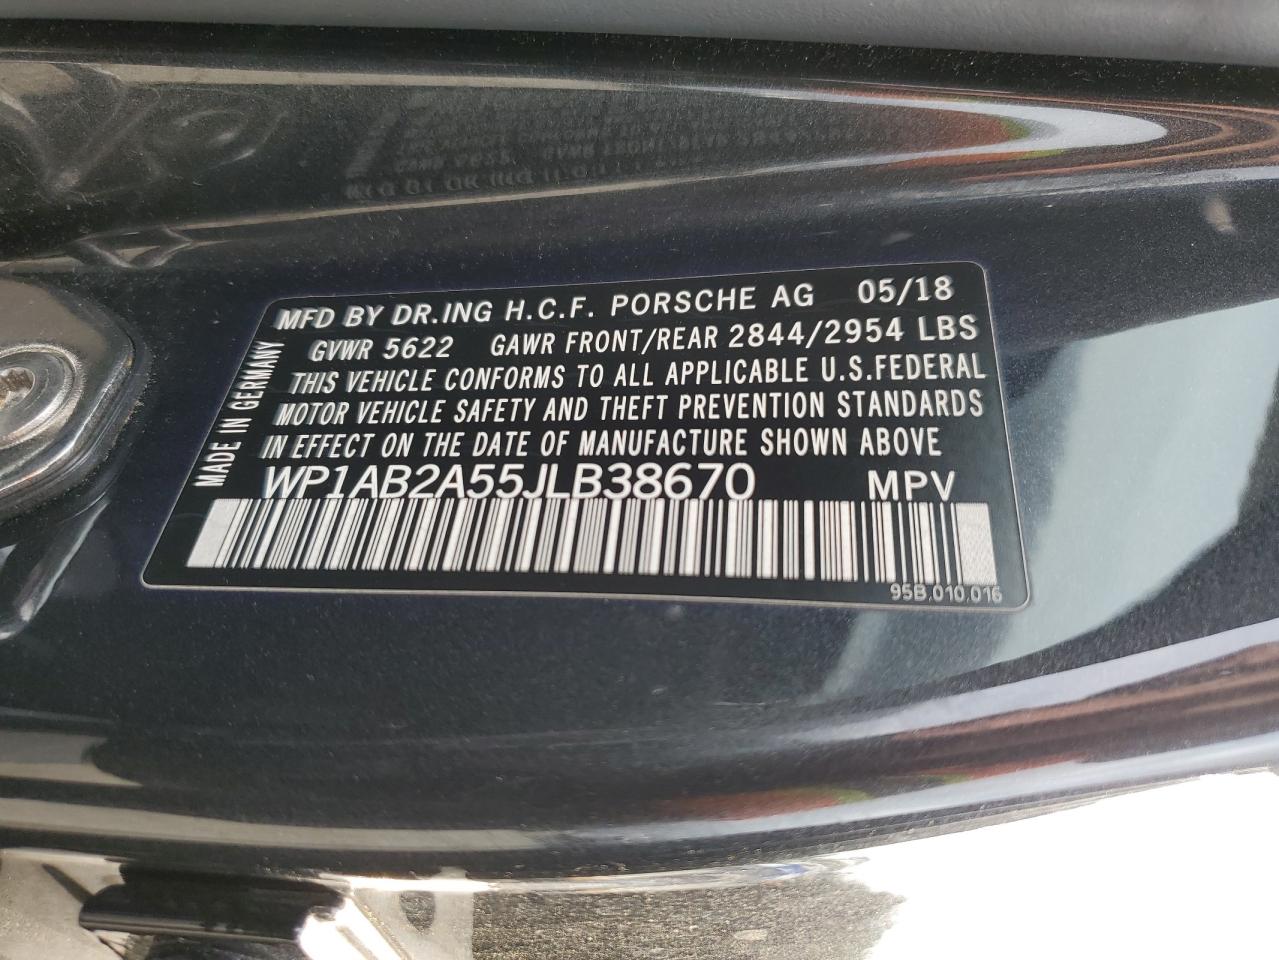 MFD BY DR.ING H.C.F. PORSCHE AG 05/18
GVWR 5622 GAWR FRONT/REAR 2844/2954 LBS
THIS VEHICLE CONFORMS TO ALL APPLICABLE U.S.FEDERAL
MOTOR VEHICLE SAFETY AND THEFT PREVENTION STANDARDS
IN EFFECT ON THE DATE OF MANUFACTURE SHOWN ABOVE
WP1AB2A55JLB38670 MPV
95B.010.016
MADE IN GERMANY